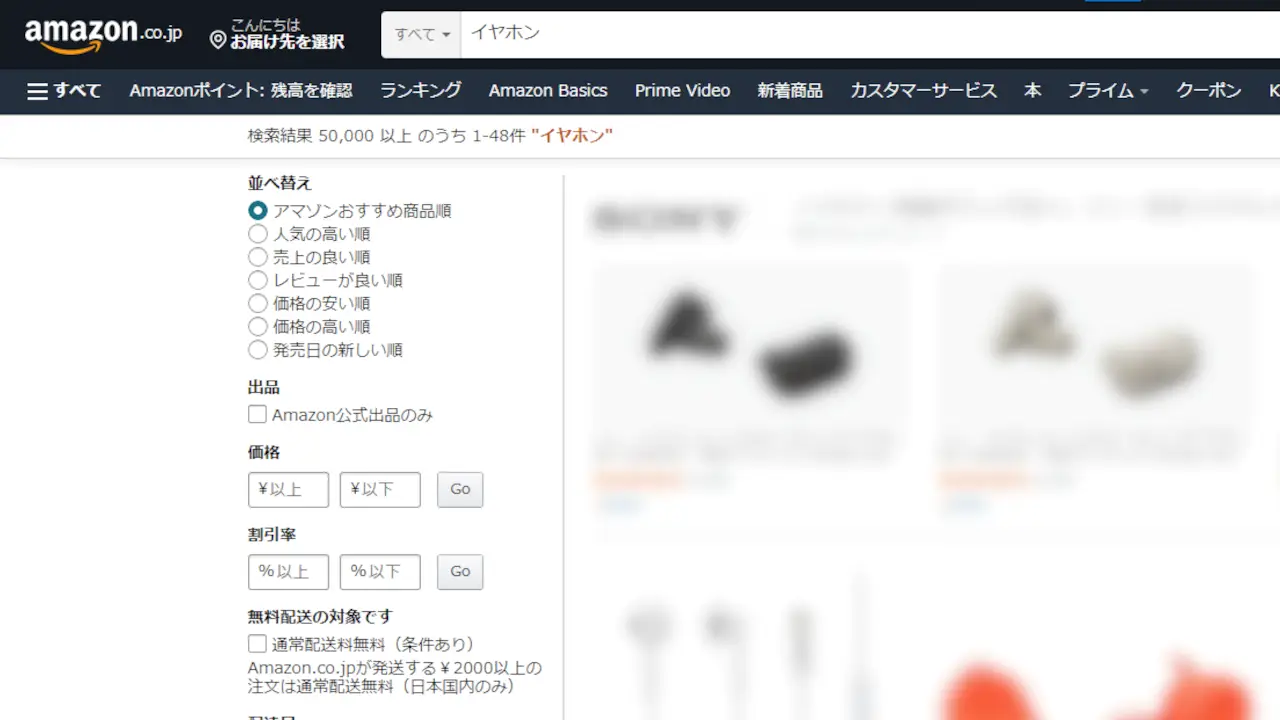 amazon.co.jp
こんにちは
お届け先を選択
すべて
イヤホン
すべて Amazonポイント: 残高を確認 ランキング Amazon Basics Prime Video 新着商品 カスタマーサービス 本 プライム クーポン K
検索結果 50,000 以上 のうち 1-48件 "イヤホン"
並べ替え
アマゾンおすすめ商品順
人気の高い順
売上の良い順
レビューが良い順
価格の安い順
価格の高い順
発売日の新しい順
出品
Amazon公式出品のみ
価格
¥以上 ¥以下 Go
割引率
%以上 %以下 Go
無料配送の対象です
通常配送料無料（条件あり）
Amazon.co.jpが発送する￥2000以上の
注文は通常配送無料（日本国内のみ）
SONY